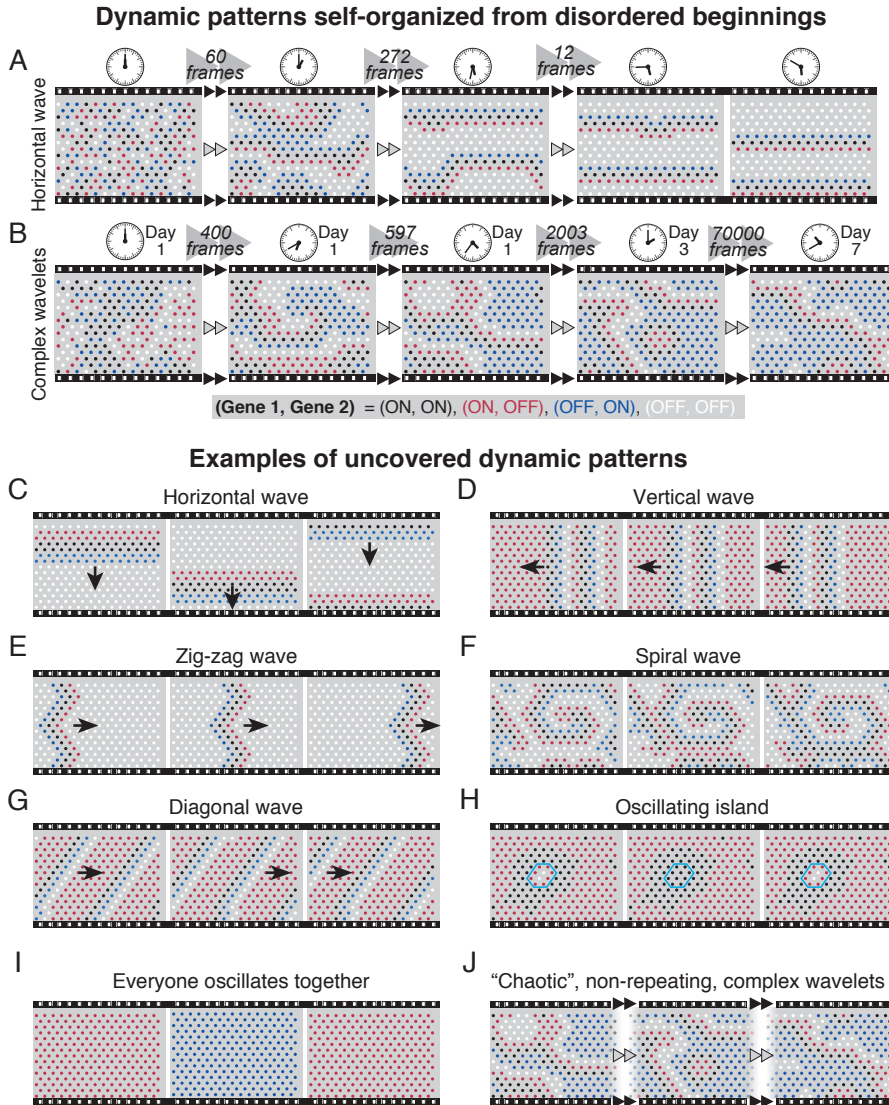 Dynamic patterns self-organized from disordered beginnings
A
60
frames
272
frames
12
frames
Horizontal wave
B
Day
1
400
frames
Day
1
597
frames
Day
1
2003
frames
Day
3
70000
frames
Day
7
Complex wavelets
(Gene 1, Gene 2) = (ON, ON), (ON, OFF), (OFF, ON), (OFF, OFF)
Examples of uncovered dynamic patterns
C
Horizontal wave
D
Vertical wave
E
Zig-zag wave
F
Spiral wave
G
Diagonal wave
H
Oscillating island
I
Everyone oscillates together
J
“Chaotic”, non-repeating, complex wavelets